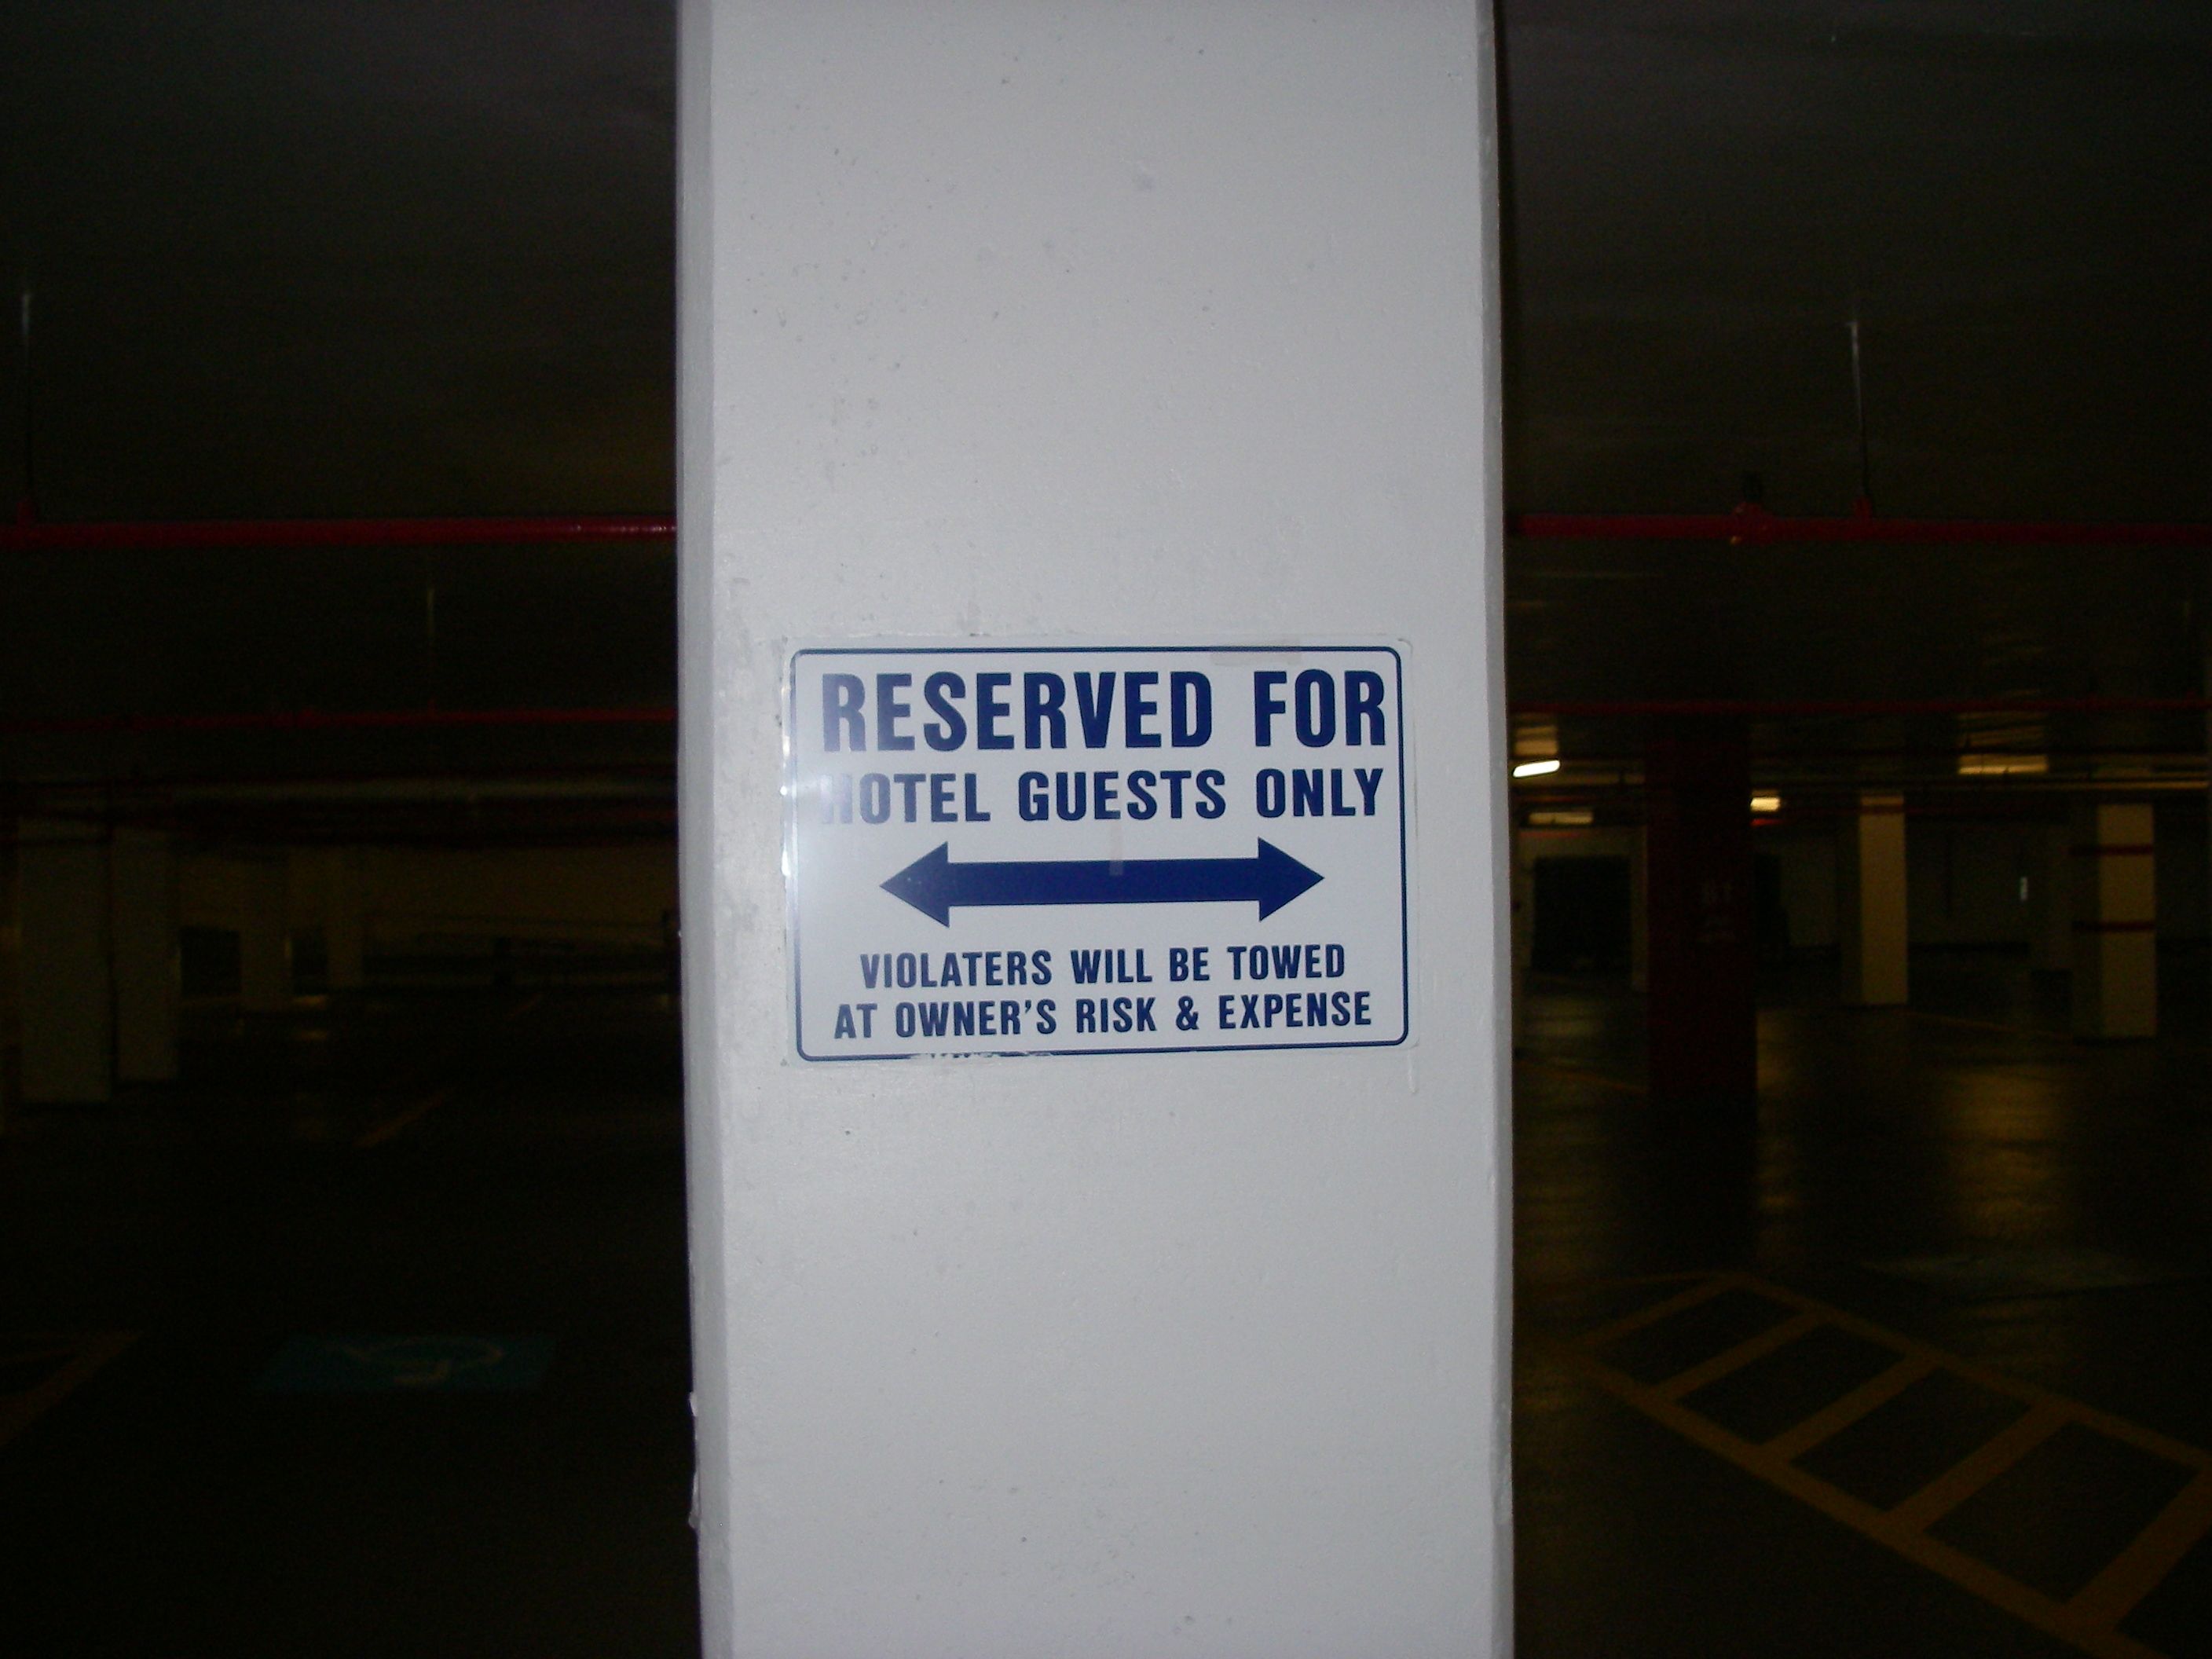 RESERVED FOR
HOTEL GUESTS ONLY
VIOLATERS WILL BE TOWED
AT OWNER'S RISK & EXPENSE